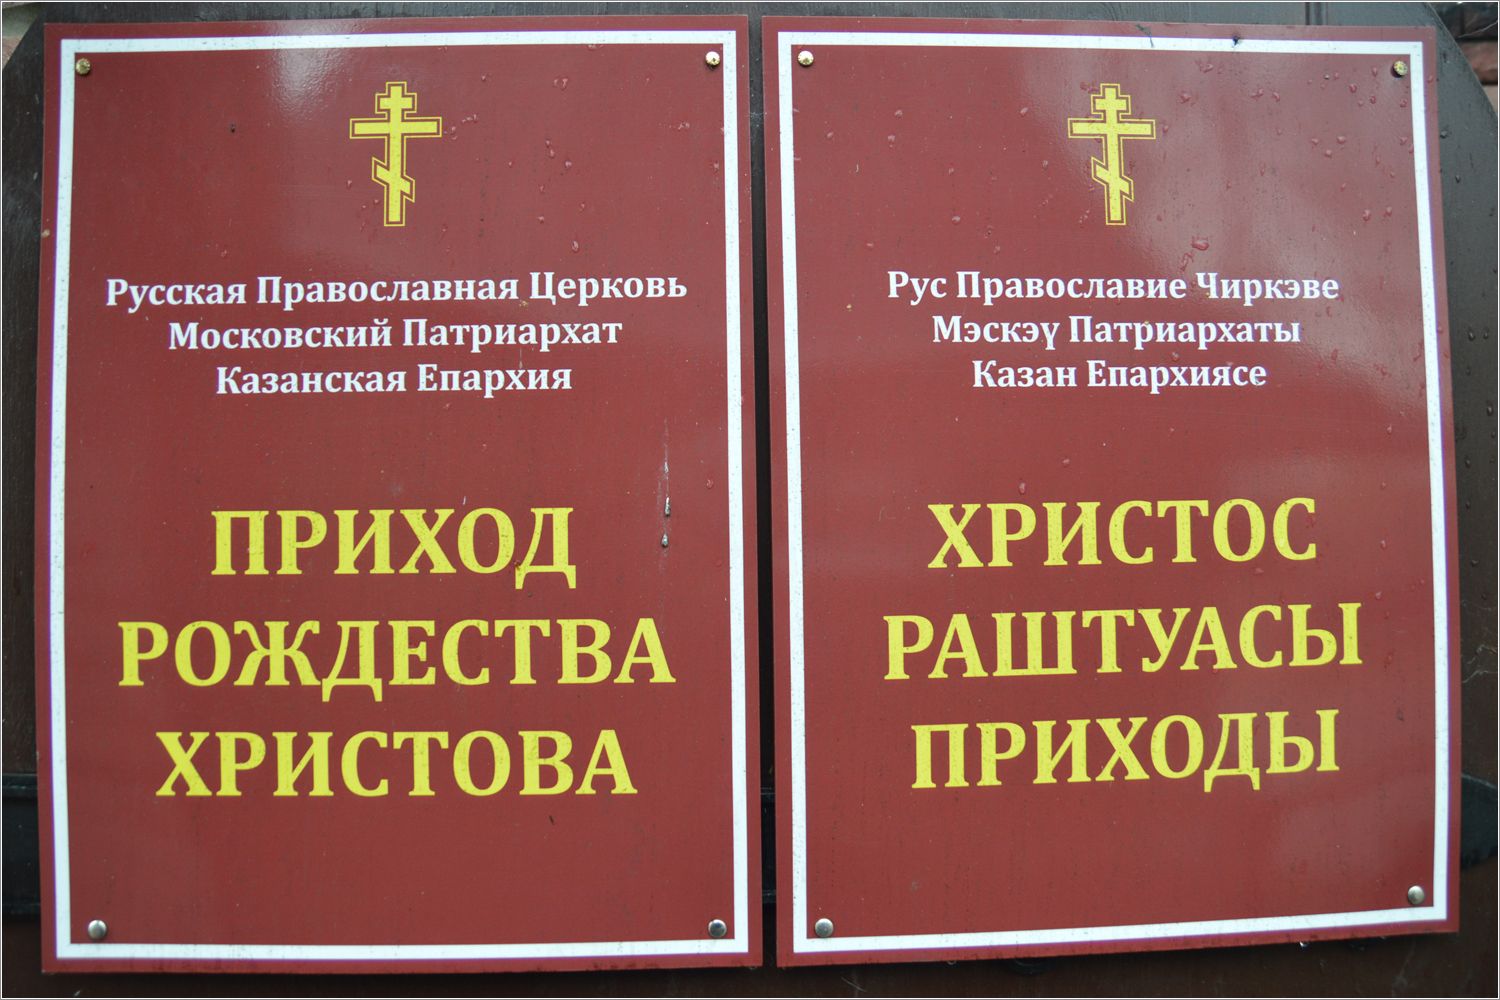 Русская Православная Церковь
Московский Патриархат
Казанская Епархия
ПРИХОД
РОЖДЕСТВА
ХРИСТОВА
Рус Православие Чиркэве
Мэскэү Патриархаты
Казан Епархиясе
ХРИСТОС
РАШТУАСЫ
ПРИХОДЫ